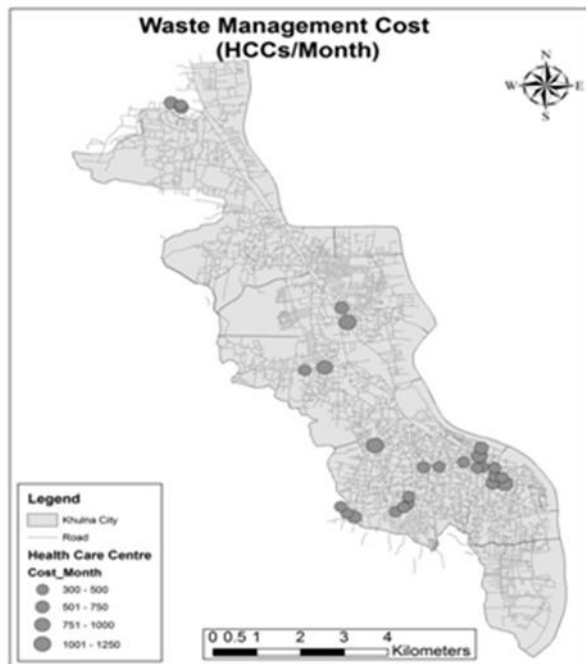 Waste Management Cost
(HCCs/Month)
N
W E
S
Legend
Khulna City
Road
Health Care Centre
Cost_Month
300 - 500
501 - 750
751 - 1000
1001 - 1250
0 0.5 1 2 3 4
Kilometers